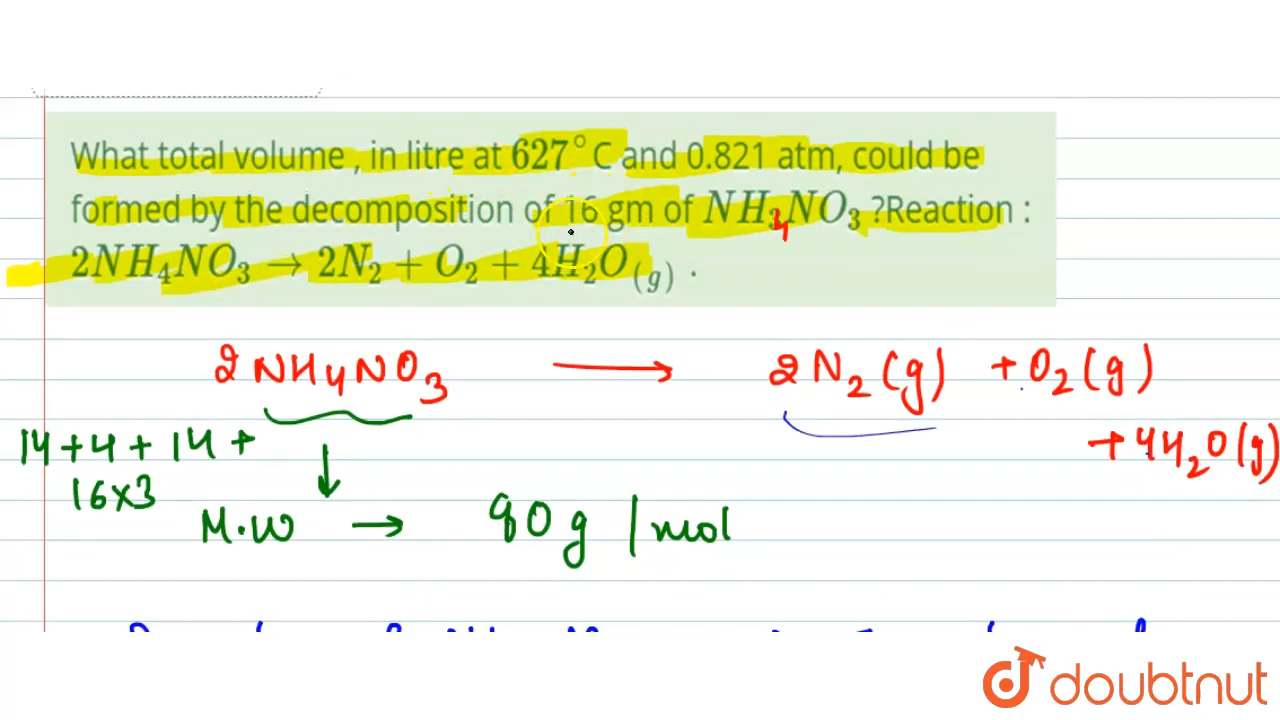 What total volume , in litre at 627°C and 0.821 atm, could be
formed by the decomposition of 16 gm of NH₃NO₃ ?Reaction :
4
2NH₄NO₃ → 2N₂ + O₂ + 4H₂O₍g₎ .
2NH₄NO₃ → 2N₂(g) + O₂(g)
+ 4H₂O(g)
14+4+14+
16×3
M.W → 80g/mol
doubtnut